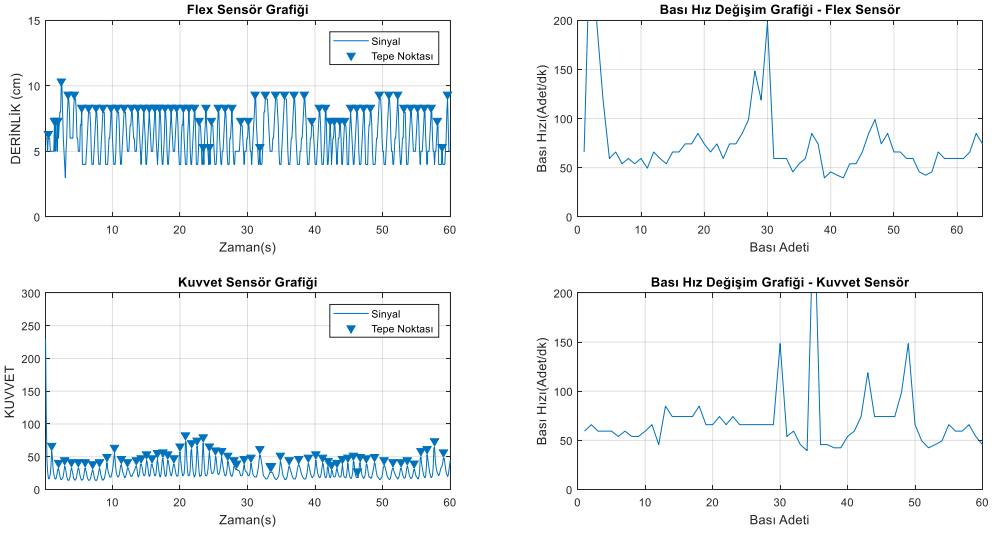 Flex Sensör Grafiği
15
10
5
0
DERİNLİK (cm)
Sinyal
Tepe Noktası
10
20
30
40
50
60
Zaman(s)
Bası Hız Değişim Grafiği - Flex Sensör
200
150
100
50
0
Bası Hızı(Adet/dk)
0
10
20
30
40
50
60
Bası Adeti
Kuvvet Sensör Grafiği
300
250
200
150
100
50
0
KUVVET
Sinyal
Tepe Noktası
10
20
30
40
50
60
Zaman(s)
Bası Hız Değişim Grafiği - Kuvvet Sensör
200
150
100
50
0
Bası Hızı(Adet/dk)
0
10
20
30
40
50
60
Bası Adeti